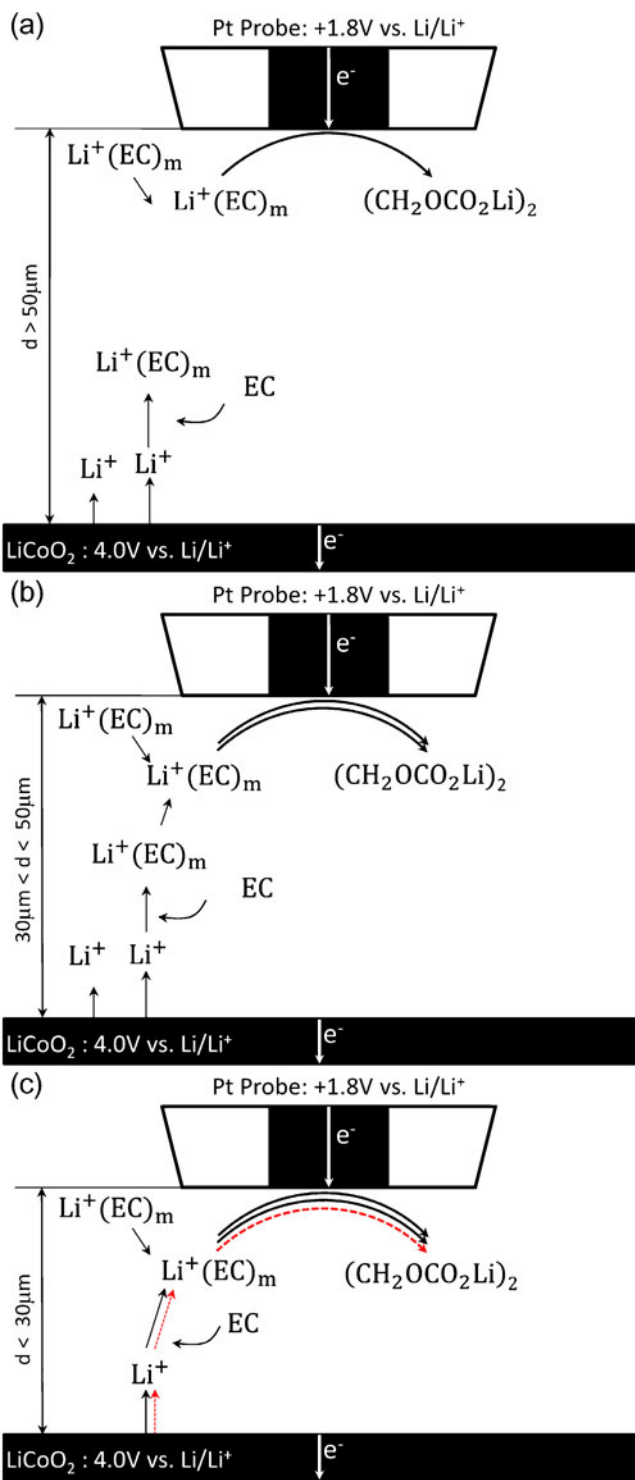 (a)
Pt Probe: +1.8V vs. Li/Li⁺
e⁻
Li⁺(EC)ₘ
Li⁺(EC)ₘ
(CH₂OCO₂Li)₂
d > 50μm
Li⁺(EC)ₘ
EC
Li⁺
Li⁺
LiCoO₂ : 4.0V vs. Li/Li⁺
e⁻
(b)
Pt Probe: +1.8V vs. Li/Li⁺
e⁻
Li⁺(EC)ₘ
Li⁺(EC)ₘ
(CH₂OCO₂Li)₂
30μm < d < 50μm
Li⁺(EC)ₘ
EC
Li⁺
Li⁺
LiCoO₂ : 4.0V vs. Li/Li⁺
e⁻
(c)
Pt Probe: +1.8V vs. Li/Li⁺
e⁻
Li⁺(EC)ₘ
Li⁺(EC)ₘ
(CH₂OCO₂Li)₂
d < 30μm
EC
Li⁺
LiCoO₂ : 4.0V vs. Li/Li⁺
e⁻